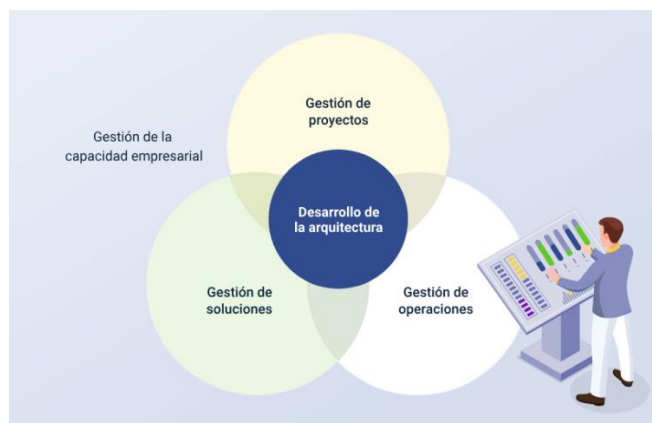 Gestión de
proyectos
Gestión de la
capacidad empresarial
Desarrollo de
la arquitectura
Gestión de
soluciones
Gestión de
operaciones